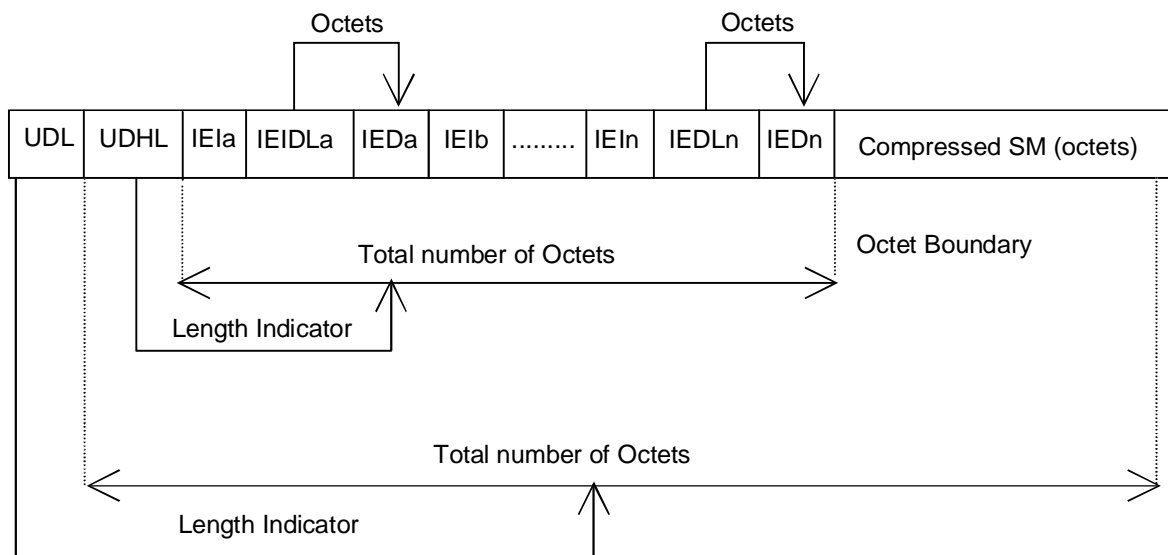 Octets
Octets
UDL UDHL IEIa IEIDLa IEDa IEIb ......... IEIn IEDLn IEDn Compressed SM (octets)
Total number of Octets
Octet Boundary
Length Indicator
Total number of Octets
Length Indicator